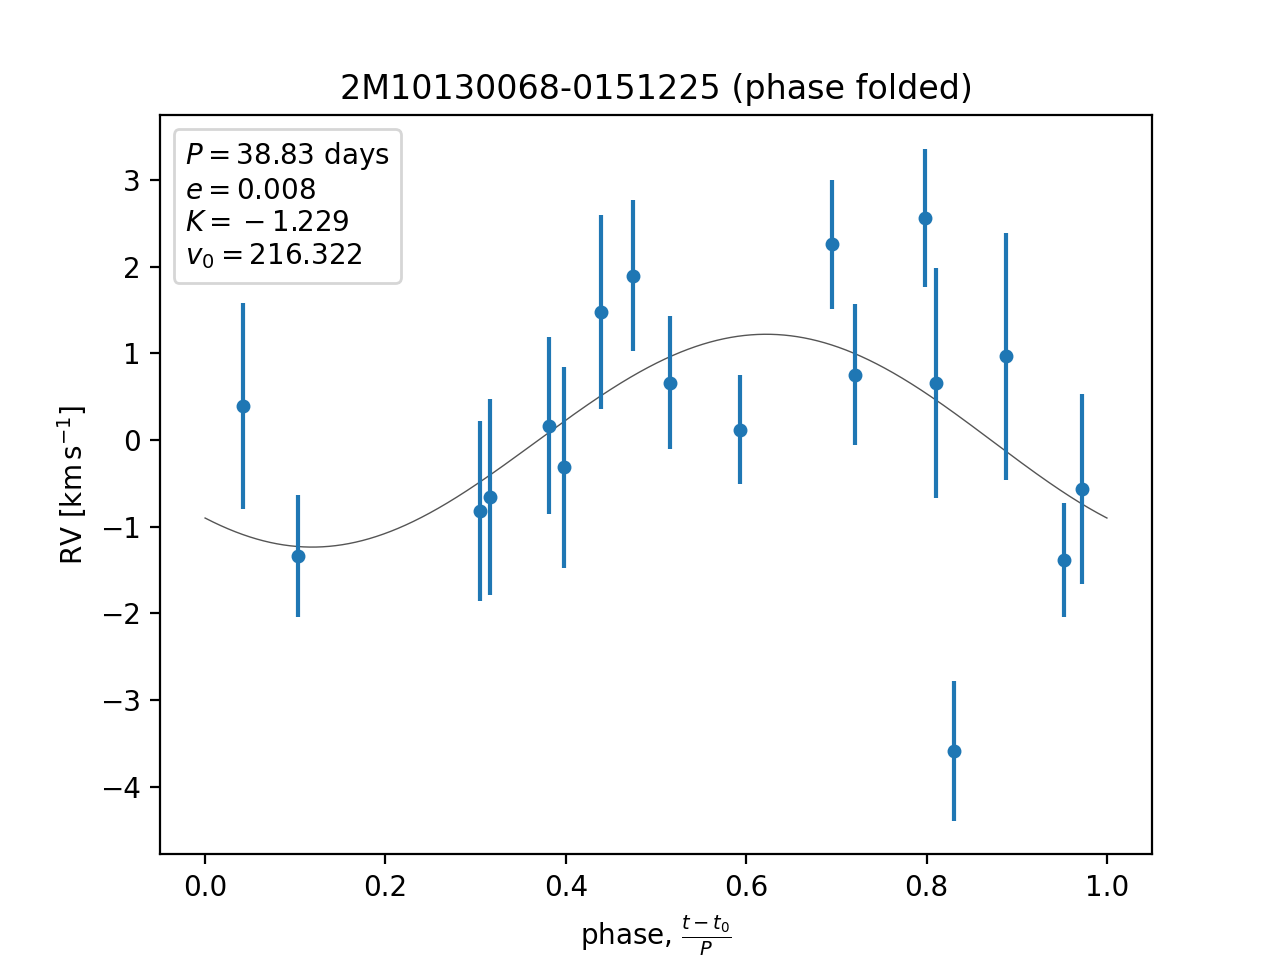 2M10130068-0151225 (phase folded)
P = 38.83 days
e = 0.008
K = −1.229
v₀ = 216.322
3
2
1
0
−1
−2
−3
−4
RV [km s⁻¹]
0.0 0.2 0.4 0.6 0.8 1.0
phase, (t − t₀)/P